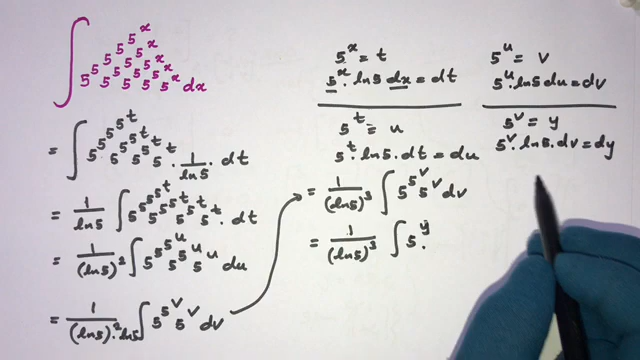 ∫ 5^{5^{5^{5^{5^x}}}} 5^{5^{5^{5^x}}} 5^{5^{5^x}} 5^{5^x} 5^x dx
= ∫ 5^{5^{5^{5^t}}} 5^{5^{5^t}} 5^{5^t} 5^t · 1/ln5 · dt
= 1/ln5 ∫ 5^{5^{5^{5^t}}} 5^{5^{5^t}} 5^{5^t} 5^t · dt
= 1/(ln5)^2 ∫ 5^{5^{5^u}} 5^{5^u} 5^u du
= 1/(ln5)^2 · ln5 ∫ 5^{5^v} 5^v dv
5^x = t
5^x · ln5 dx = dt
5^t = u
5^t · ln5 · dt = du
= 1/(ln5)^3 ∫ 5^{5^v} 5^v dv
= 1/(ln5)^3 ∫ 5^y ·
5^u = v
5^u · ln5 du = dv
5^v = y
5^v · ln5 · dv = dy